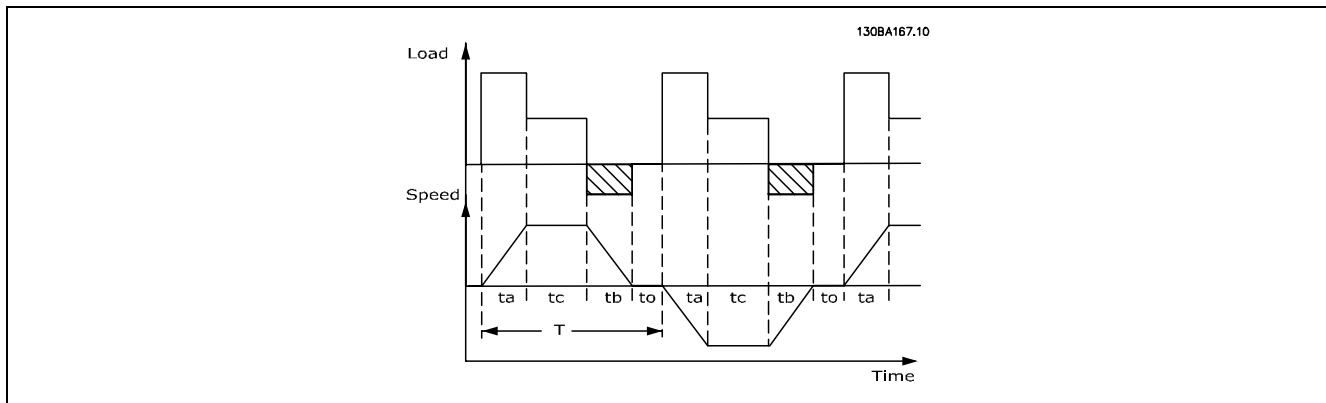 130BA167.10
Load
Speed
ta tc tb to ta tc tb to ta
T
Time